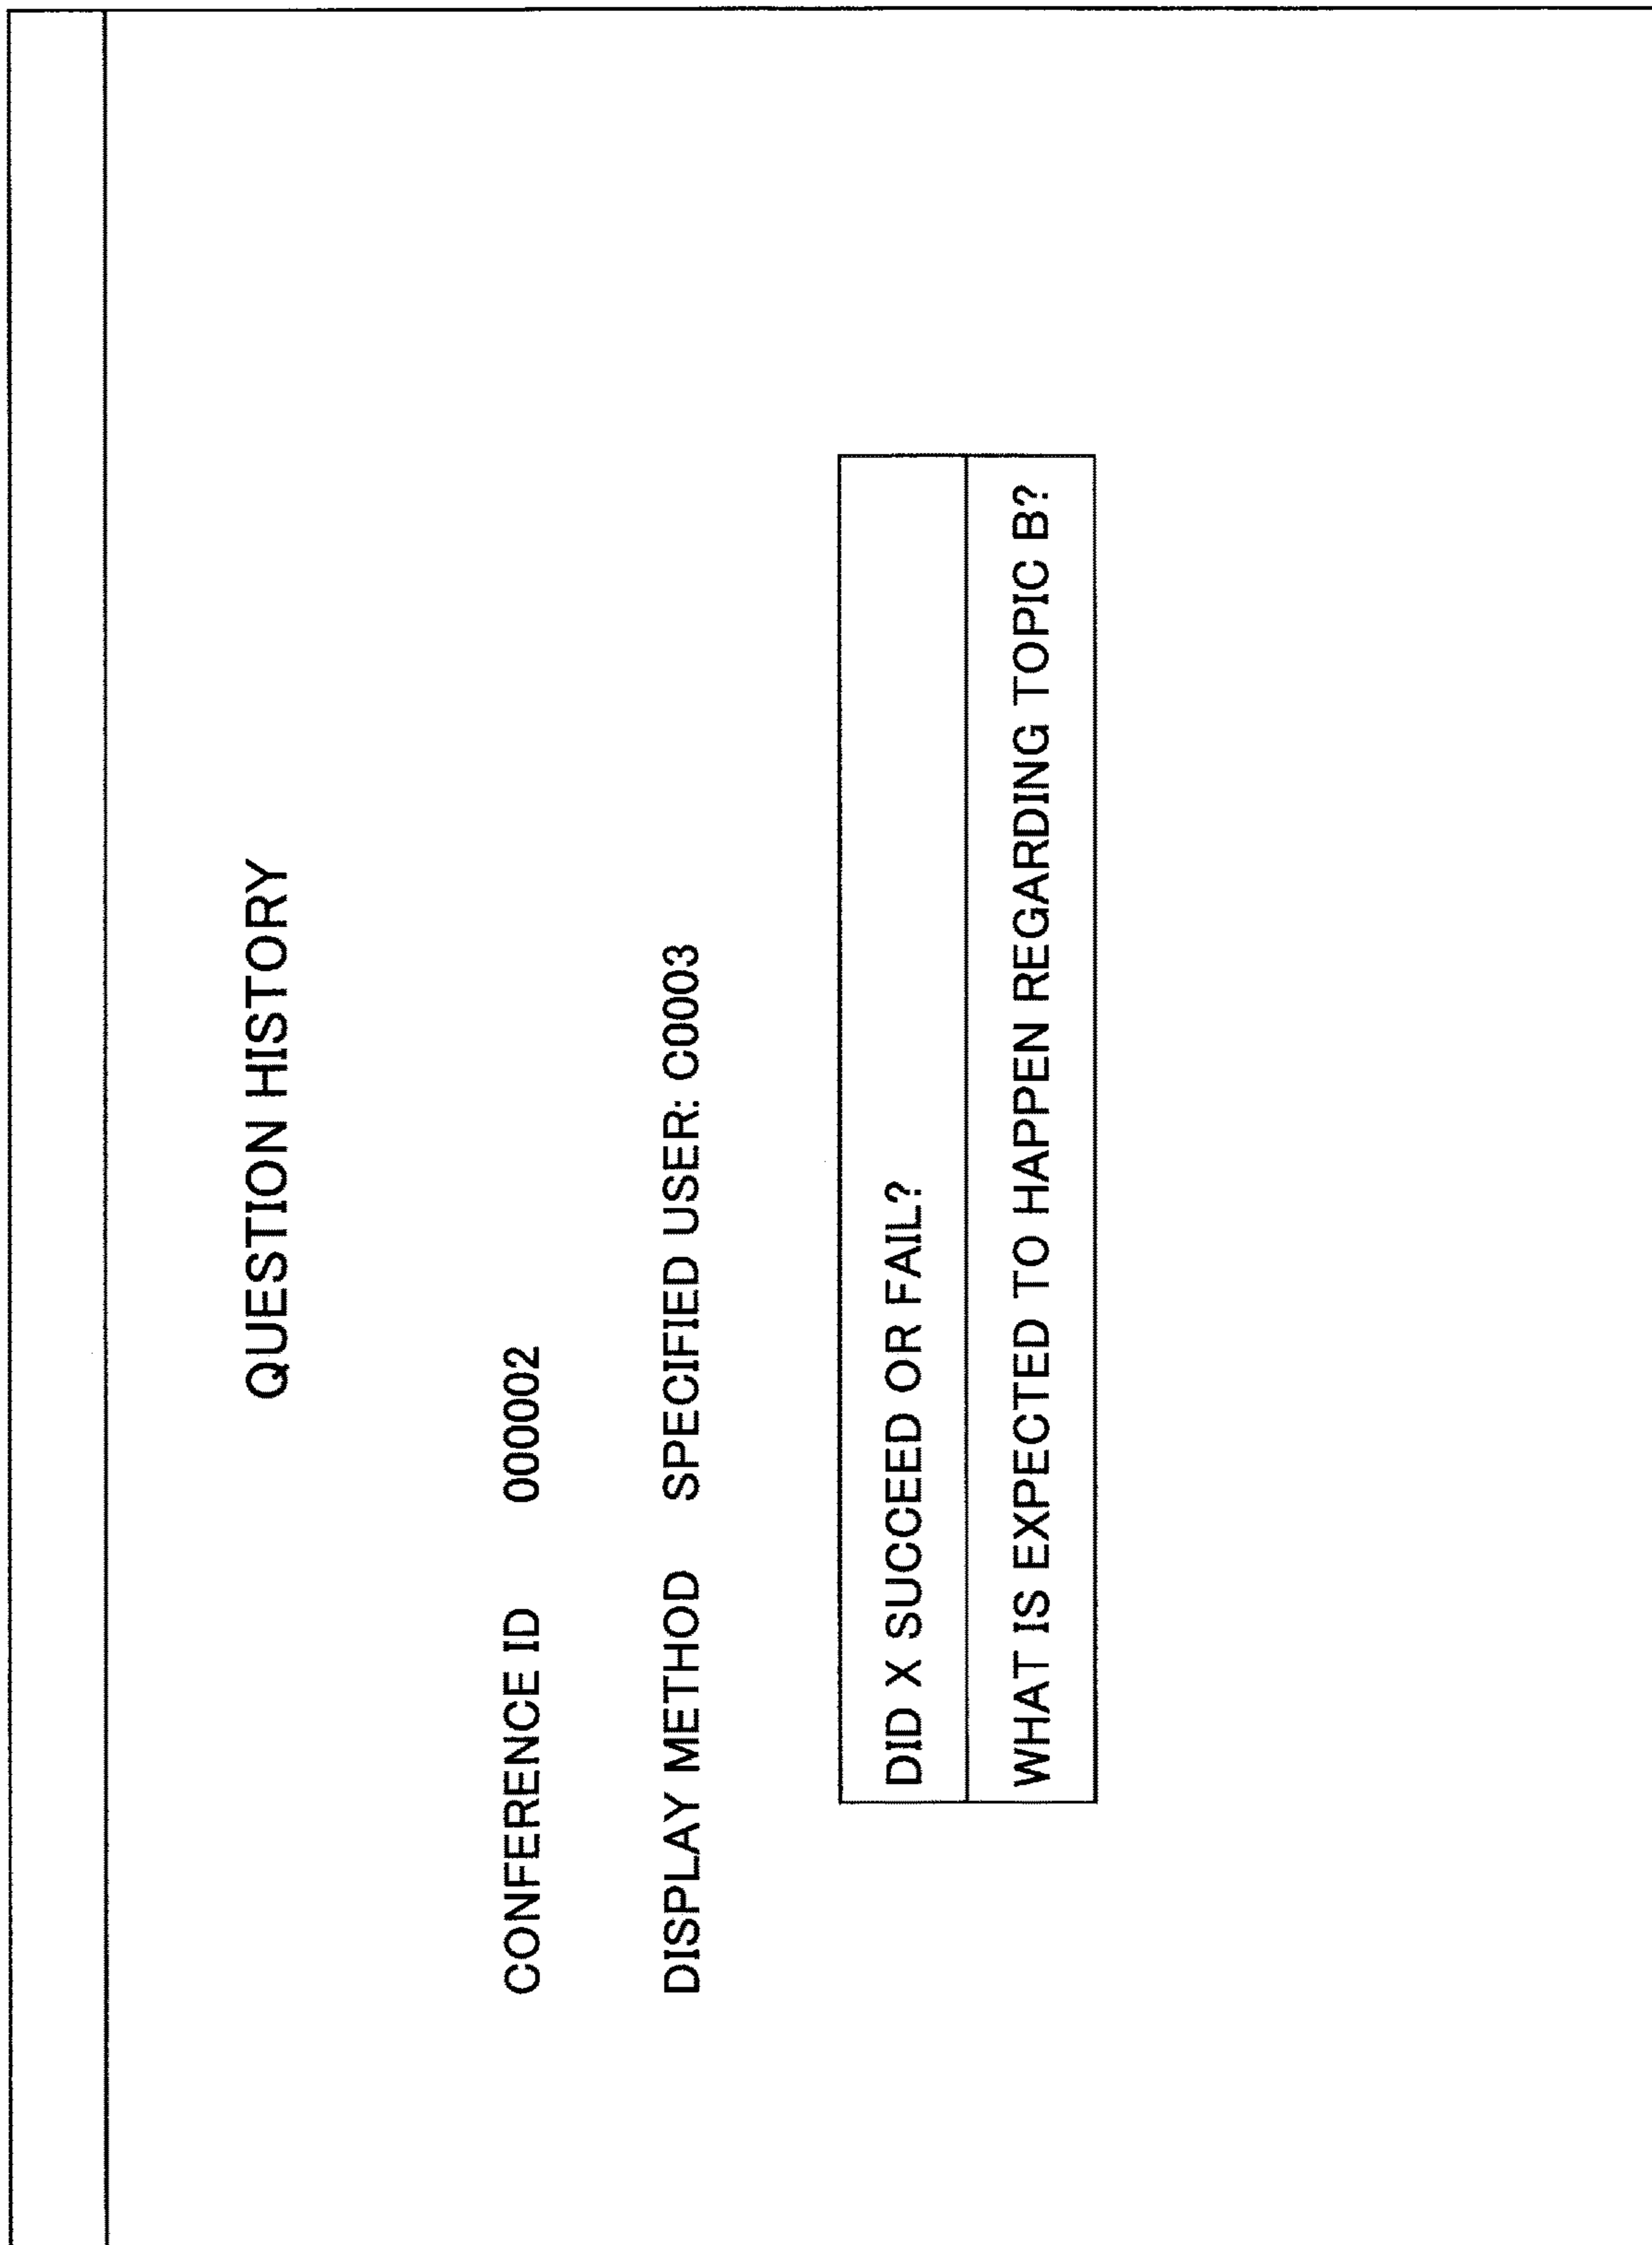 QUESTION HISTORY
CONFERENCE ID 000002
DISPLAY METHOD SPECIFIED USER: C0003
DID X SUCCEED OR FAIL?
WHAT IS EXPECTED TO HAPPEN REGARDING TOPIC B?